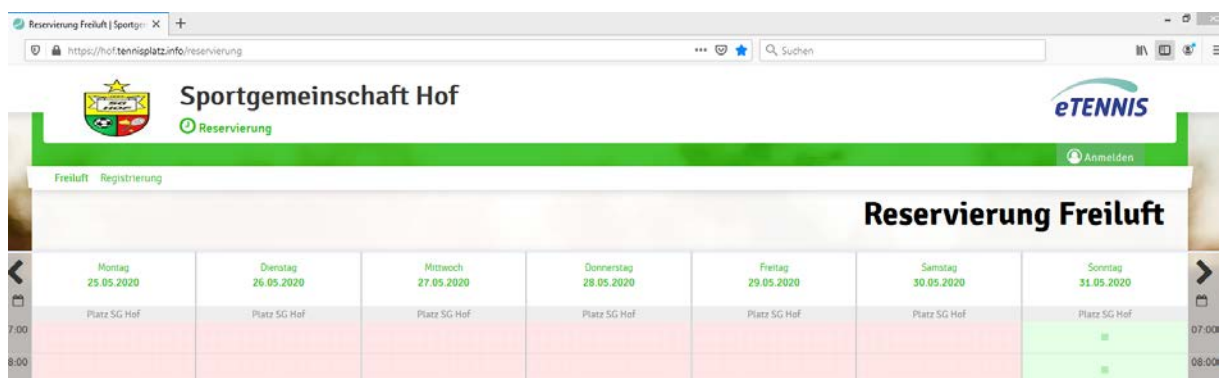 Reservierung Freiluft | Sportge
https://hof.tennisplatz.info/reservierung
Suchen
SG HOF
Sportgemeinschaft Hof
Reservierung
eTENNIS
Anmelden
Freiluft Registrierung
Reservierung Freiluft
Montag Dienstag Mittwoch Donnerstag Freitag Samstag Sonntag
25.05.2020 26.05.2020 27.05.2020 28.05.2020 29.05.2020 30.05.2020 31.05.2020
Platz SG Hof Platz SG Hof Platz SG Hof Platz SG Hof Platz SG Hof Platz SG Hof Platz SG Hof
7:00 07:00
8:00 08:00